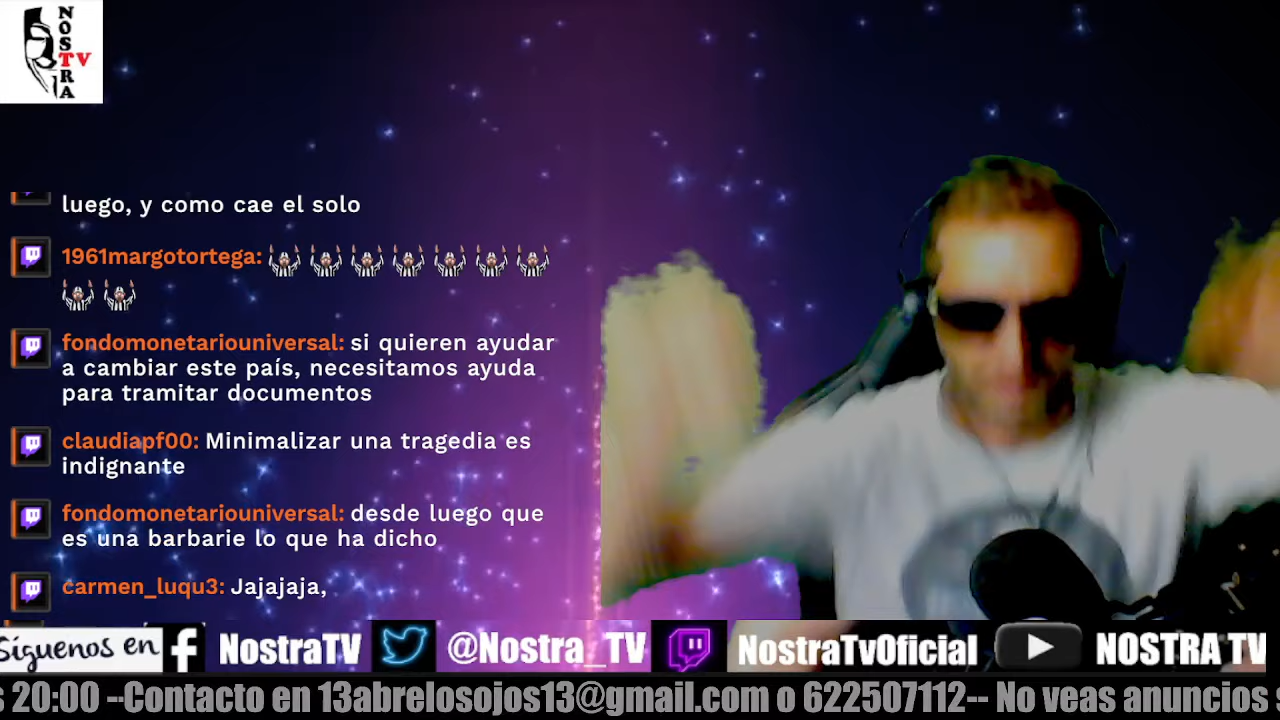 NOSTRA
TV
luego, y como cae el solo
1961margotortega:
fondomonetariouniversal: si quieren ayudar
a cambiar este país, necesitamos ayuda
para tramitar documentos
claudiapf00: Minimalizar una tragedia es
indignante
fondomonetariouniversal: desde luego que
es una barbarie lo que ha dicho
carmen_luqu3: Jajajaja,
Síguenos en f NostraTV @Nostra_TV NostraTvOficial NOSTRA TV
s 20:00 --Contacto en 13abrelosojos13@gmail.com o 622507112-- No veas anuncios s